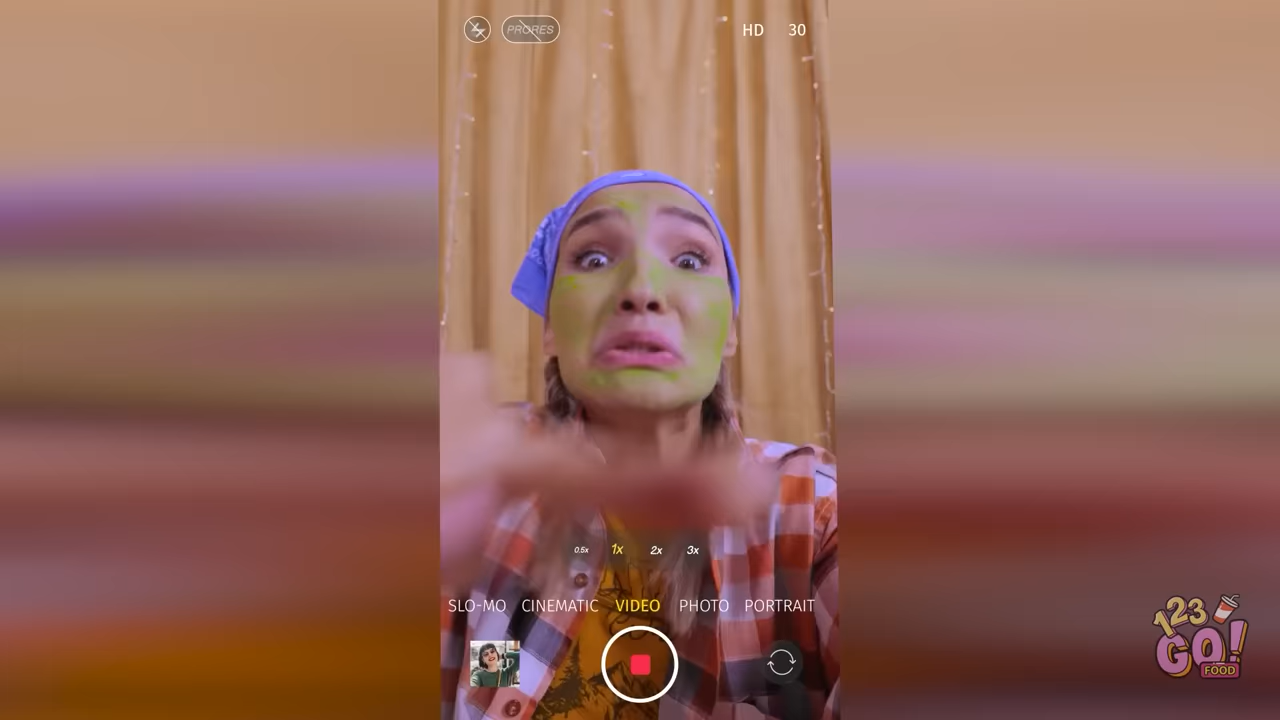 PRORES
HD 30
0.5x 1x 2x 3x
SLO-MO CINEMATIC VIDEO PHOTO PORTRAIT
123
GO!
FOOD